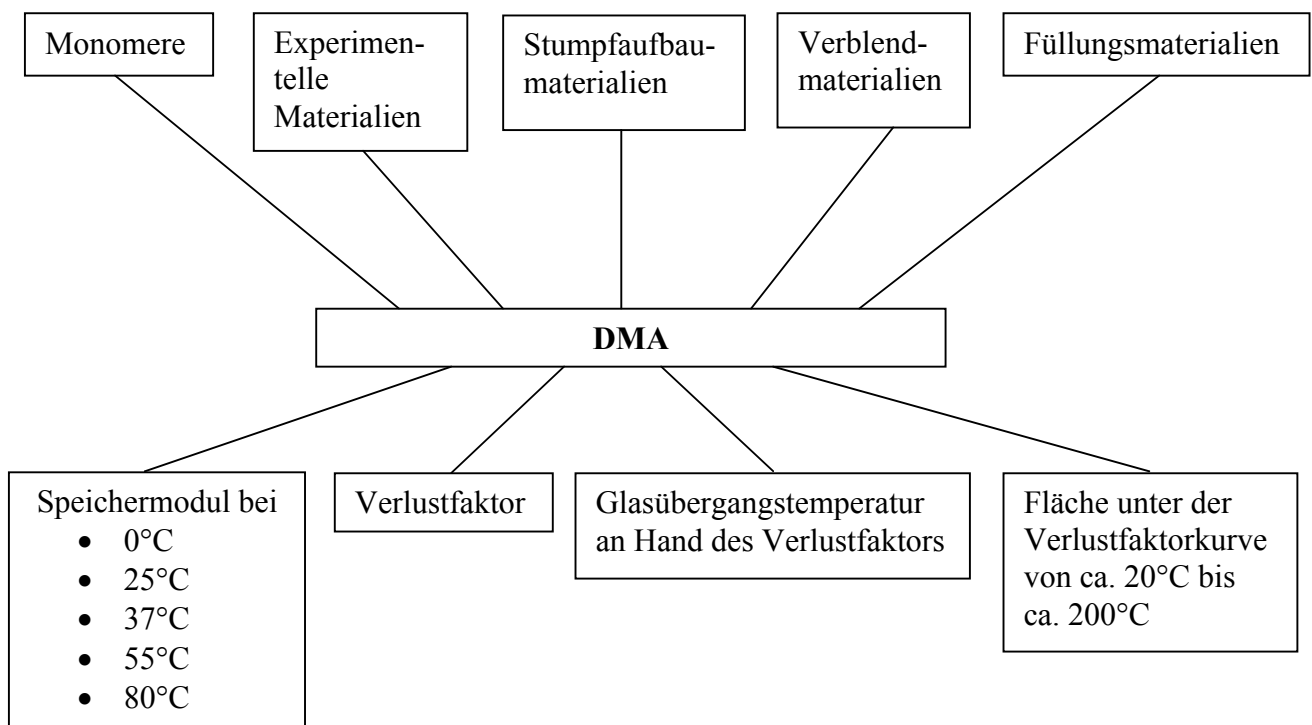 Monomere
Experimen-
telle
Materialien
Stumpfaufbau-
materialien
Verblend-
materialien
Füllungsmaterialien
DMA
Speichermodul bei
• 0°C
• 25°C
• 37°C
• 55°C
• 80°C
Verlustfaktor
Glasübergangstemperatur
an Hand des Verlustfaktors
Fläche unter der
Verlustfaktorkurve
von ca. 20°C bis
ca. 200°C